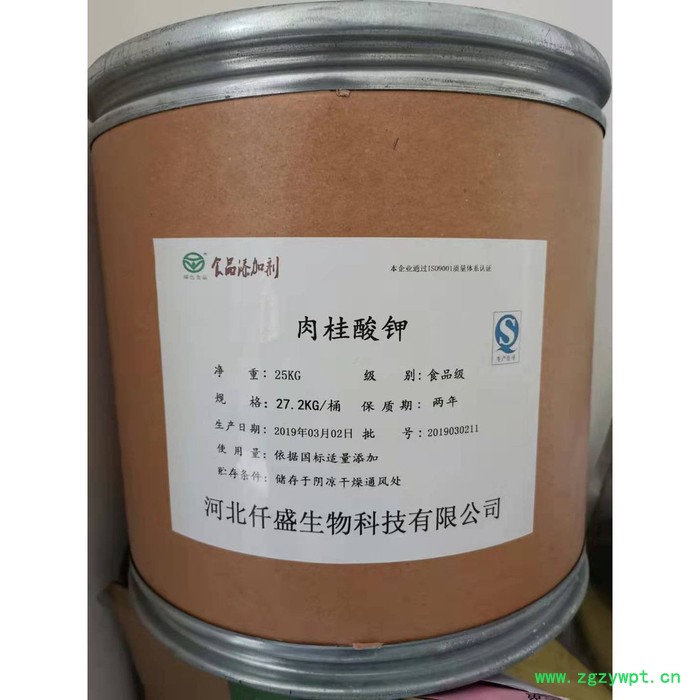 食品添加剂
本企业通过ISO9001质量体系认证
肉桂酸钾
净 重：25KG 级 别：食品级
规 格：27.2KG/桶 保 质 期：两年
生产日期：2019年03月02日 批 号：2019030211
使 用 量：依据国标适量添加
贮存条件：储存于阴凉干燥通风处
河北仟盛生物科技有限公司
www.zgzywpt.cn